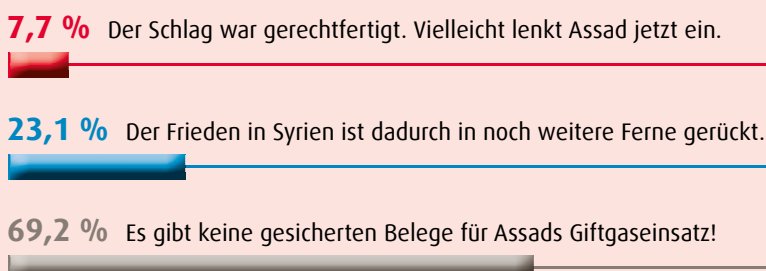 7,7 % Der Schlag war gerechtfertigt. Vielleicht lenkt Assad jetzt ein.
23,1 % Der Frieden in Syrien ist dadurch in noch weitere Ferne gerückt.
69,2 % Es gibt keine gesicherten Belege für Assads Giftgaseinsatz!